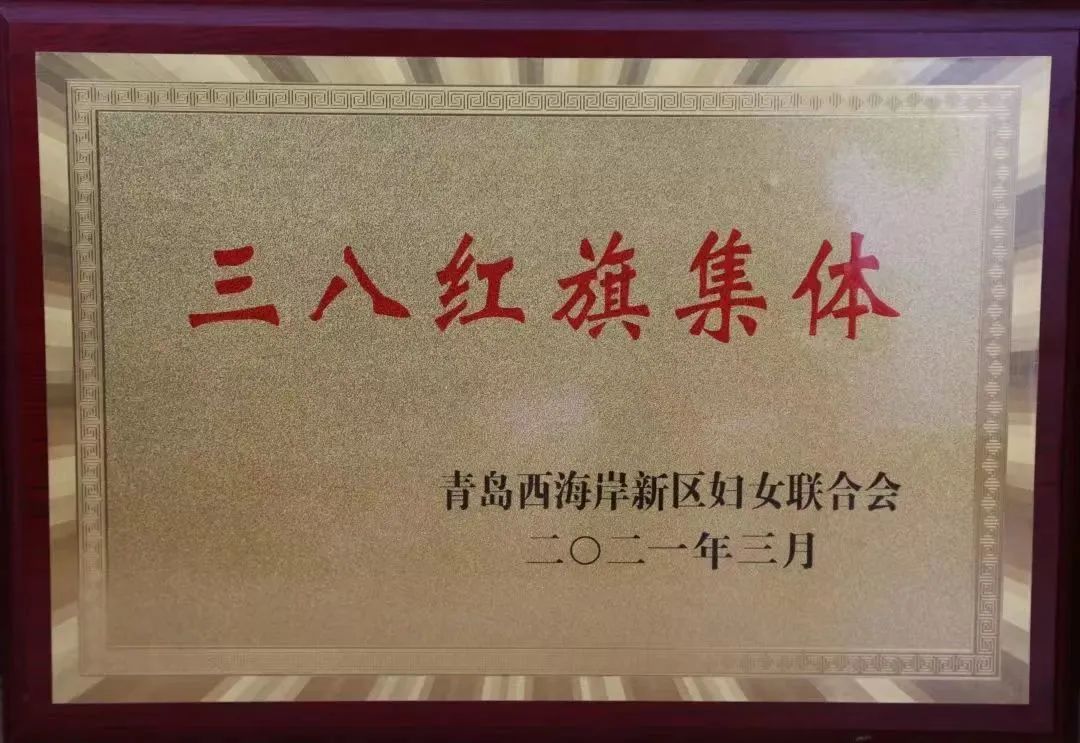 三八红旗集体
青岛西海岸新区妇女联合会
二〇二一年三月